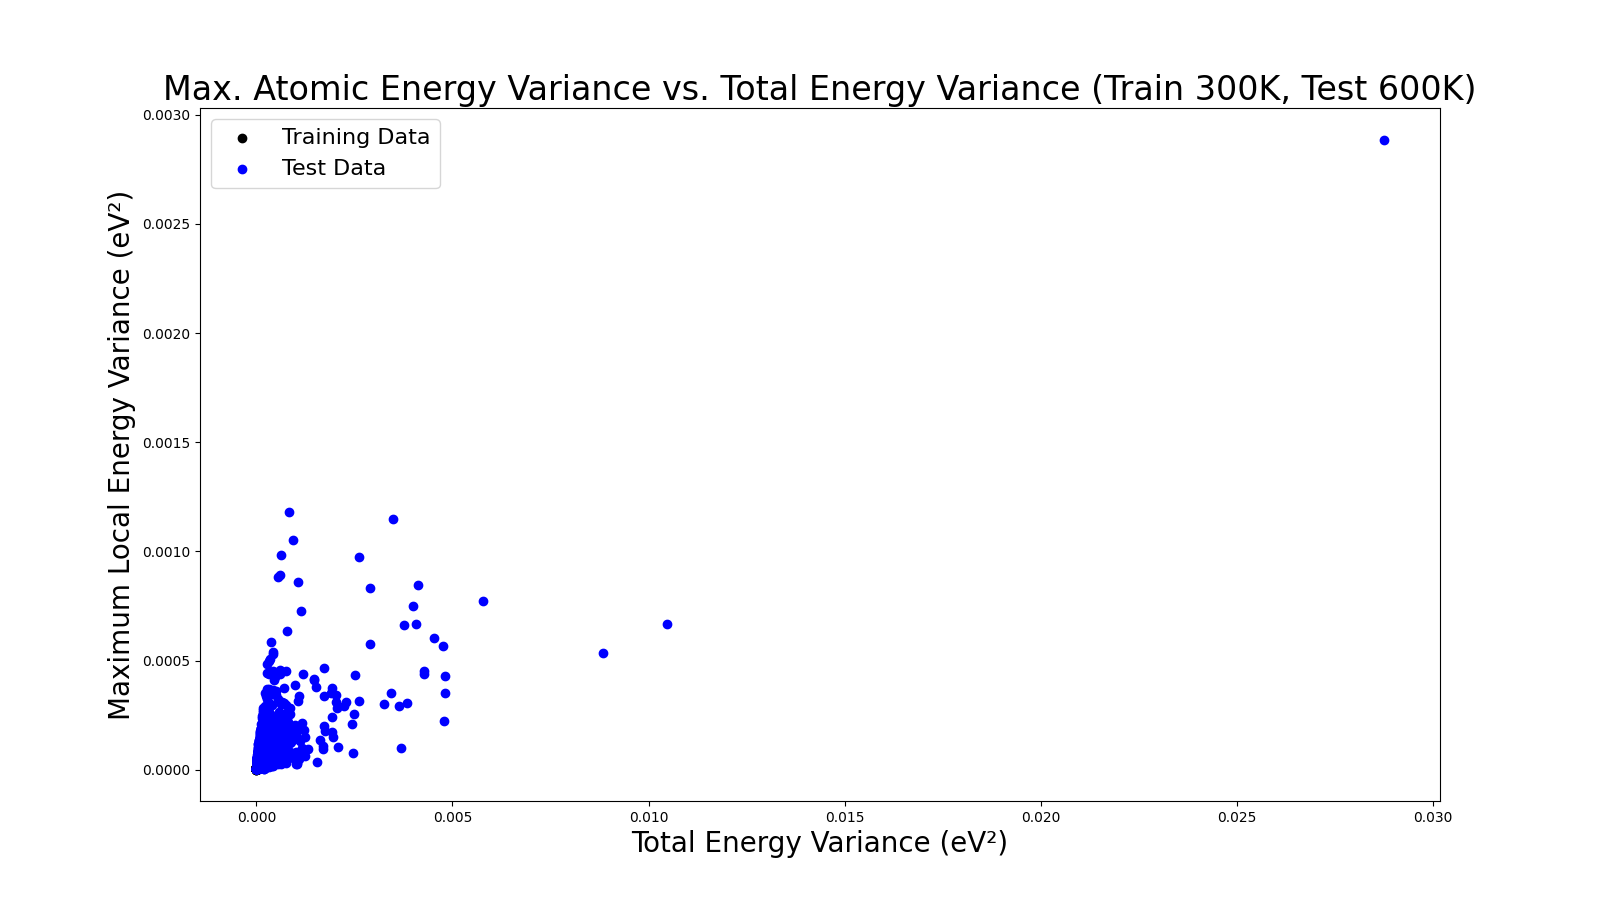 Max. Atomic Energy Variance vs. Total Energy Variance (Train 300K, Test 600K)
Training Data
Test Data
Maximum Local Energy Variance (eV²)
0.0030
0.0025
0.0020
0.0015
0.0010
0.0005
0.0000
0.000 0.005 0.010 0.015 0.020 0.025 0.030
Total Energy Variance (eV²)